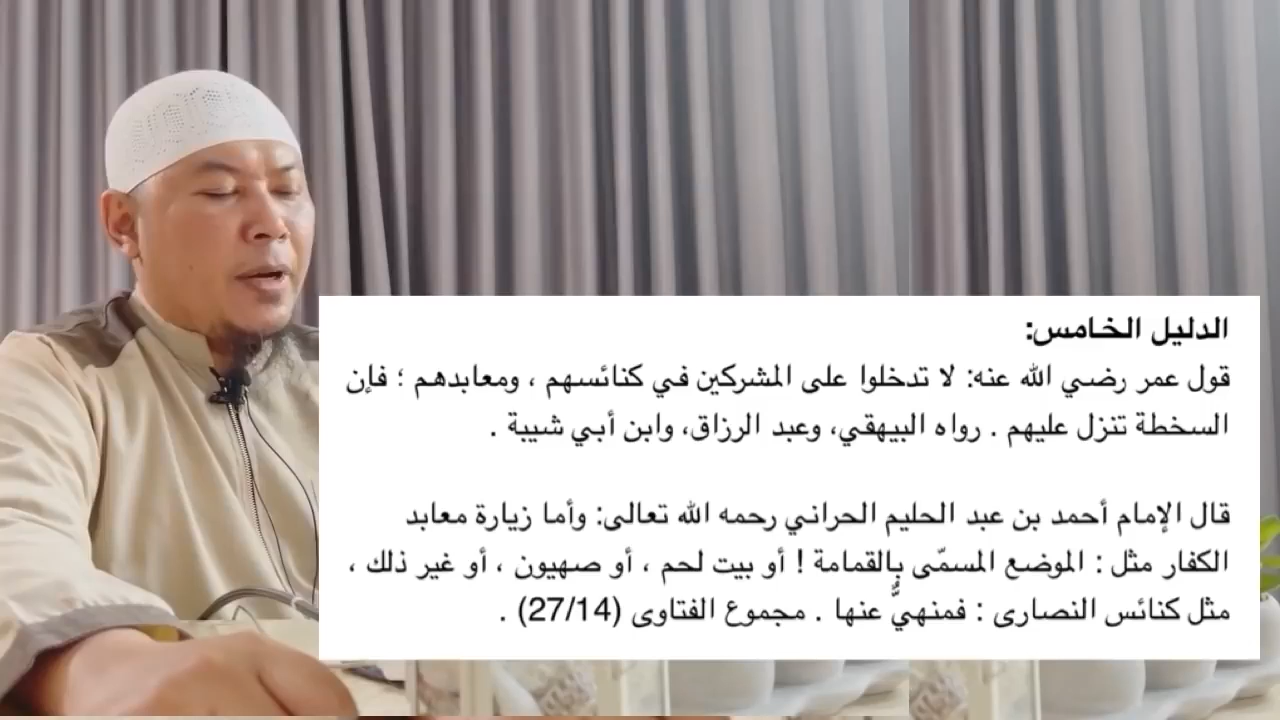 الدليل الخامس:
قول عمر رضي الله عنه: لا تدخلوا على المشركين في كنائسهم ، ومعابدهم ؛ فإن
السخطة تنزل عليهم . رواه البيهقي، وعبد الرزاق، وابن أبي شيبة .
قال الإمام أحمد بن عبد الحليم الحراني رحمه الله تعالى: وأما زيارة معابد
الكفار مثل : الموضع المسمّى بالقمامة ! أو بيت لحم ، أو صهيون ، أو غير ذلك ،
مثل كنائس النصارى : فمنهيٌّ عنها . مجموع الفتاوى (27/14) .